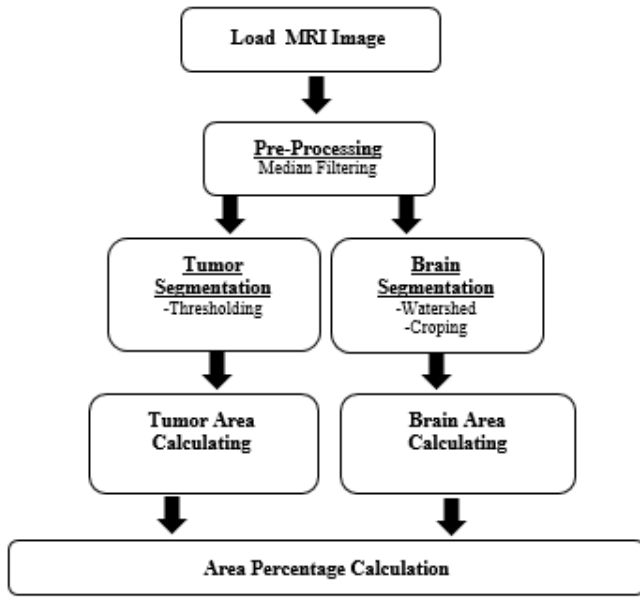 Load MRI Image
Pre-Processing
Median Filtering
Tumor
Segmentation
-Thresholding
Brain
Segmentation
-Watershed
-Croping
Tumor Area
Calculating
Brain Area
Calculating
Area Percentage Calculation